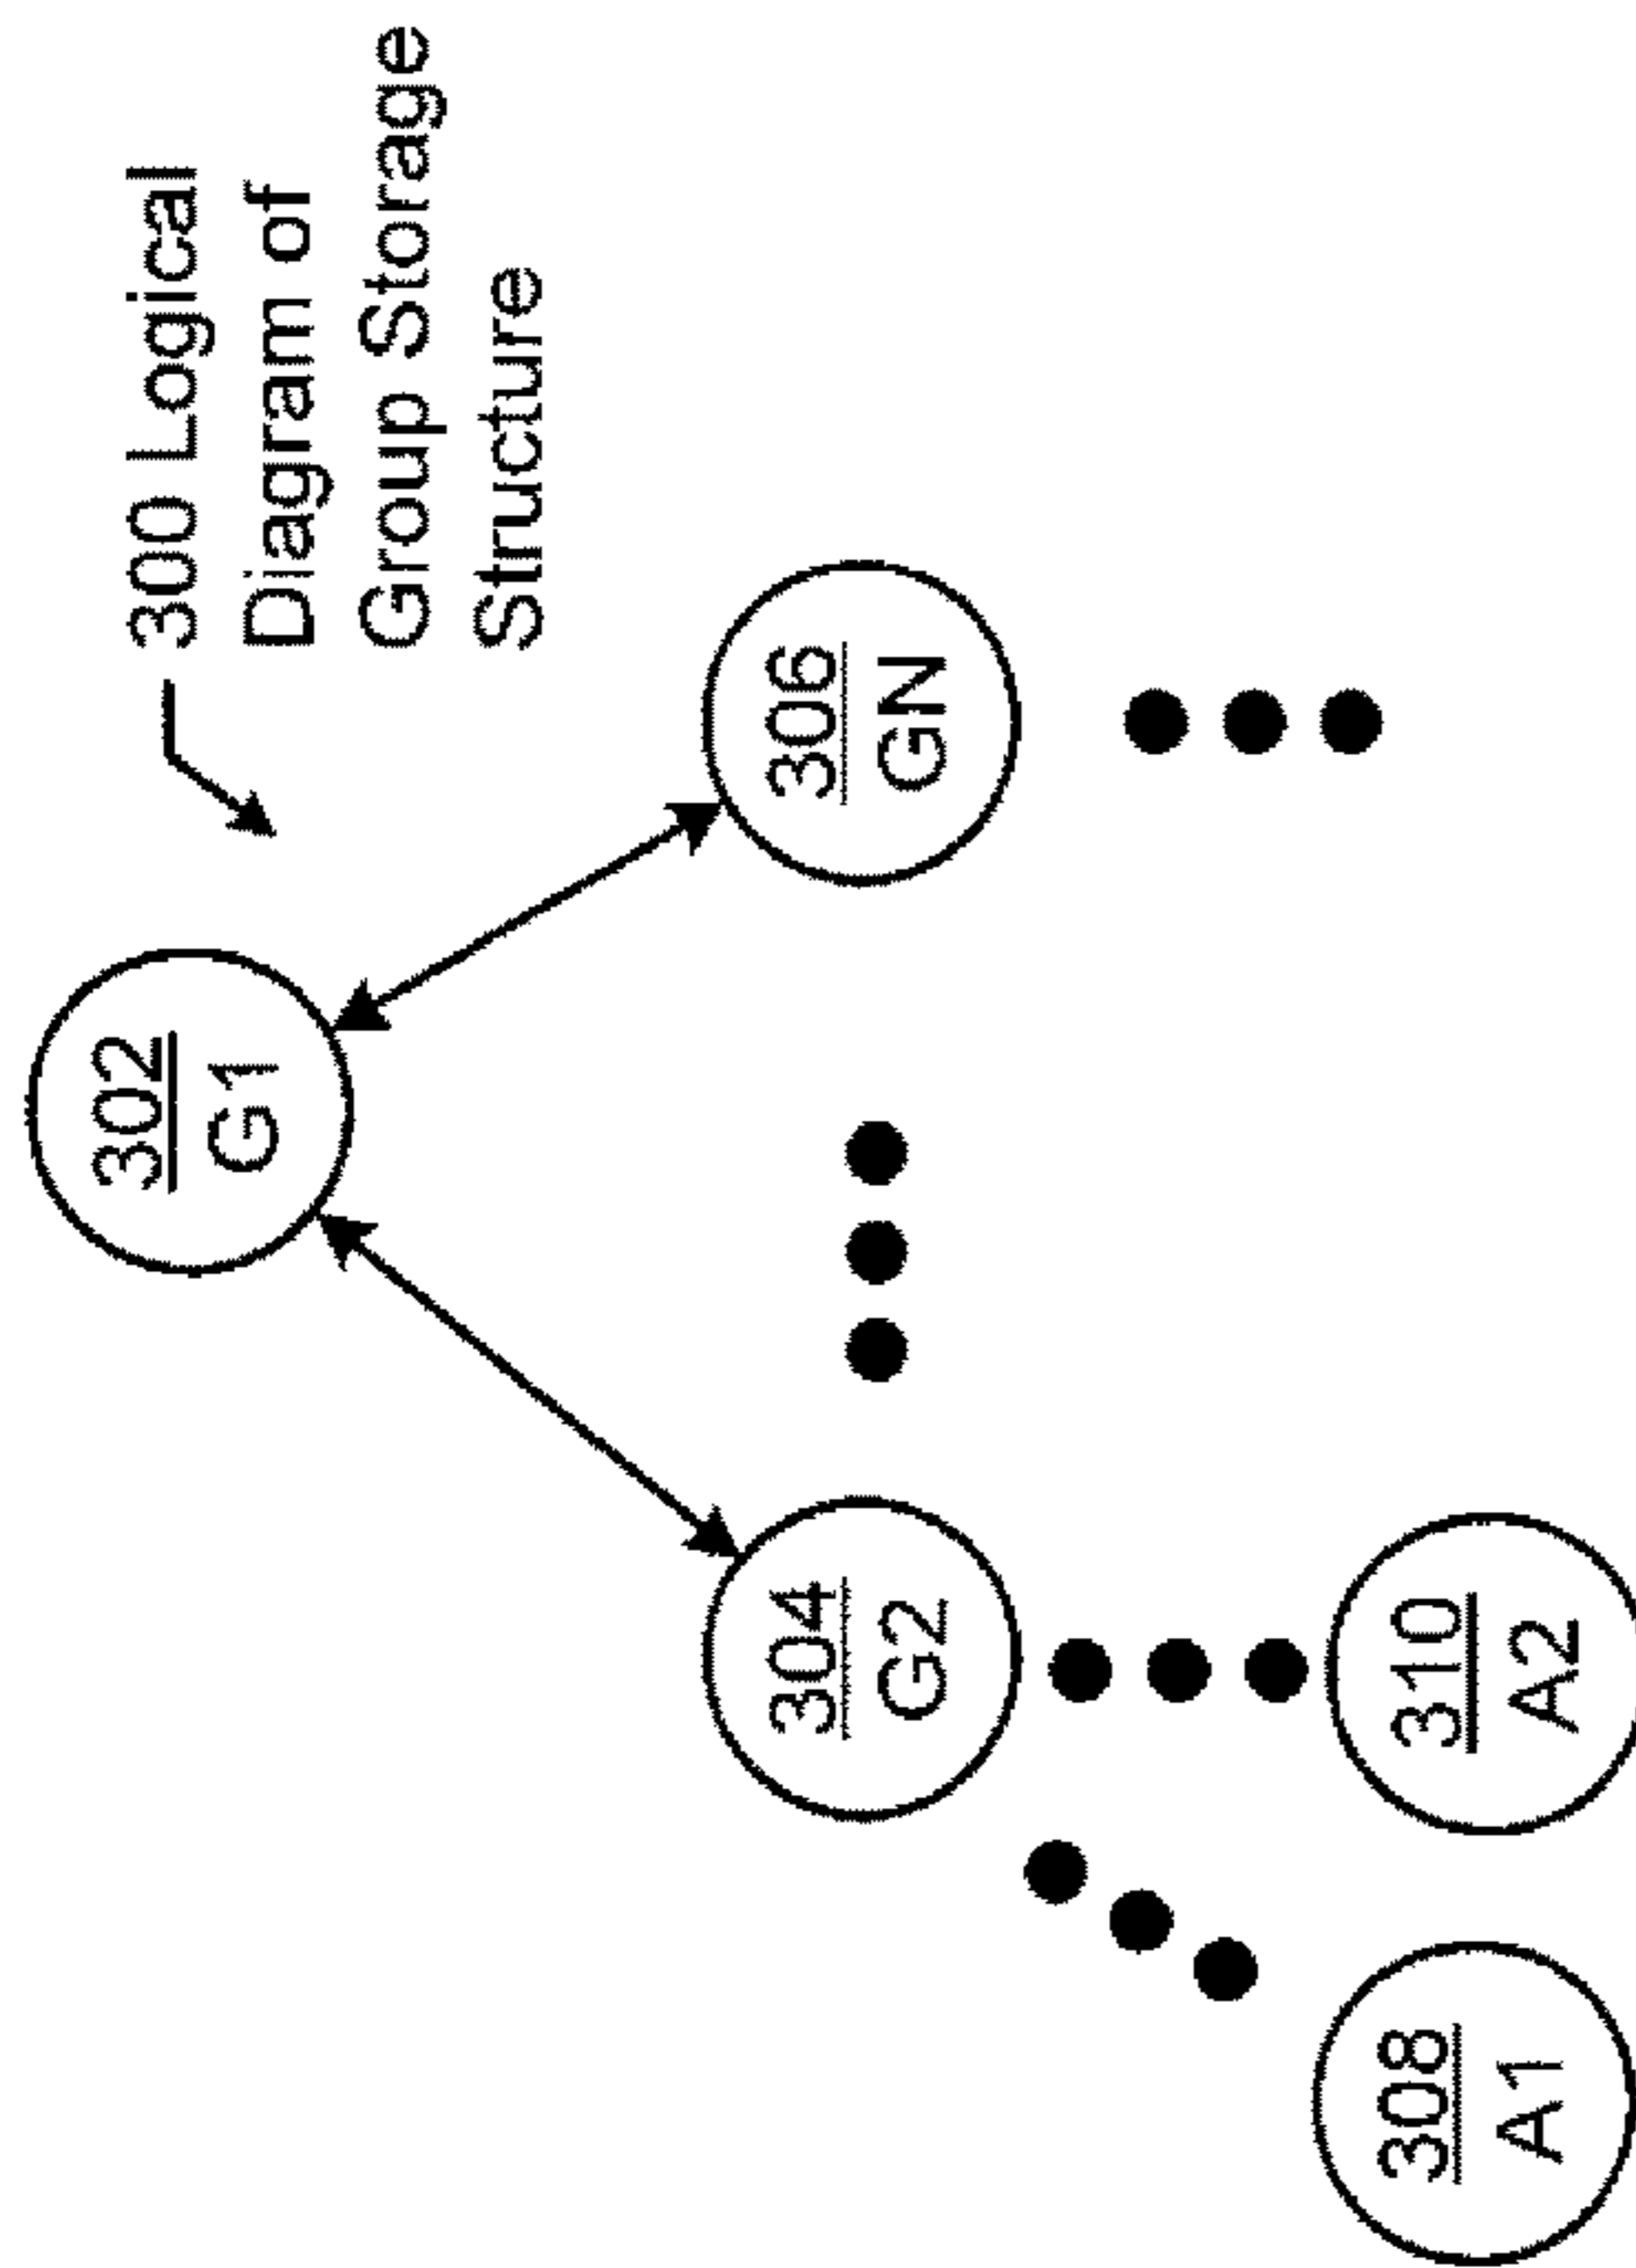 300 Logical
Diagram of
Group Storage
Structure
302
G1
304
G2
306
GN
308
A1
310
A2